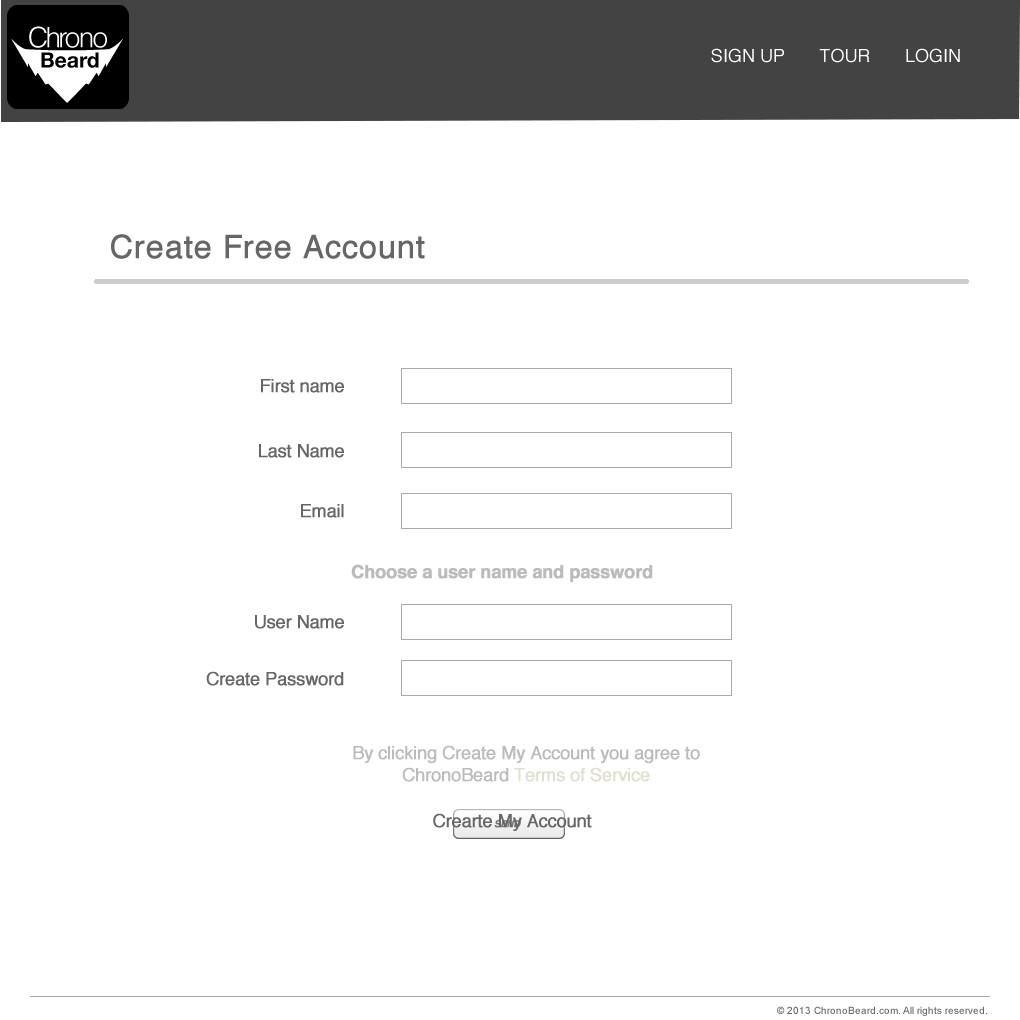 Chrono
Beard
SIGN UP TOUR LOGIN
Create Free Account
First name
Last Name
Email
Choose a user name and password
User Name
Create Password
By clicking Create My Account you agree to
ChronoBeard Terms of Service
Crearte My Account
© 2013 ChronoBeard.com. All rights reserved.